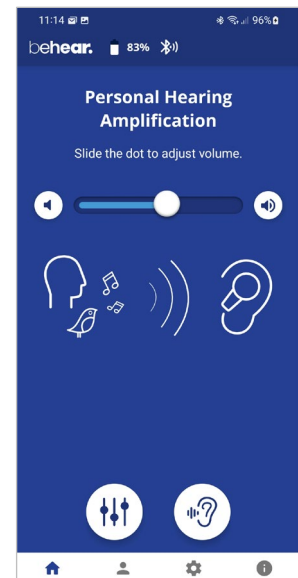 11:14 96%
behear. 83%
Personal Hearing
Amplification
Slide the dot to adjust volume.